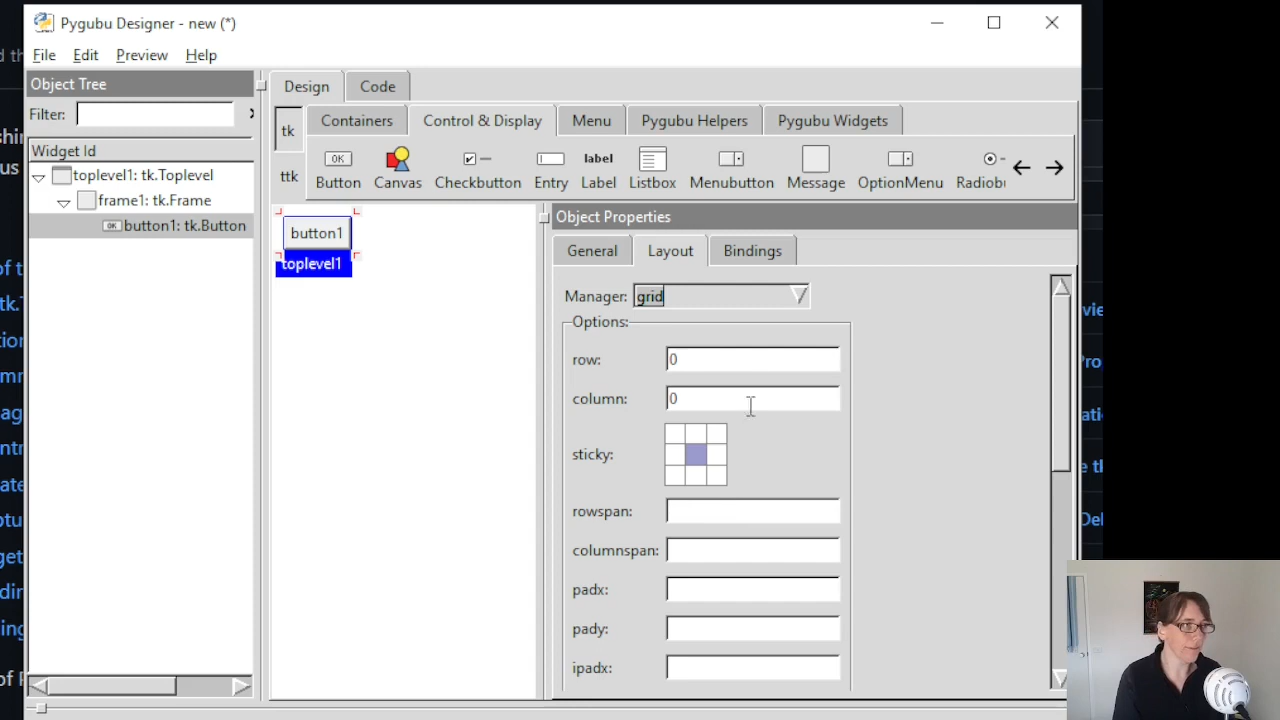 Pygubu Designer - new (*)
File Edit Preview Help
Object Tree
Filter:
Widget Id
toplevel1: tk.Toplevel
frame1: tk.Frame
OK button1: tk.Button
Design Code
tk
ttk
Containers Control & Display Menu Pygubu Helpers Pygubu Widgets
OK label
Button Canvas Checkbutton Entry Label Listbox Menubutton Message OptionMenu Radiobu
button1
toplevel1
Object Properties
General Layout Bindings
Manager: grid
Options:
row: 0
column: 0
sticky:
rowspan:
columnspan:
padx:
pady:
ipadx: